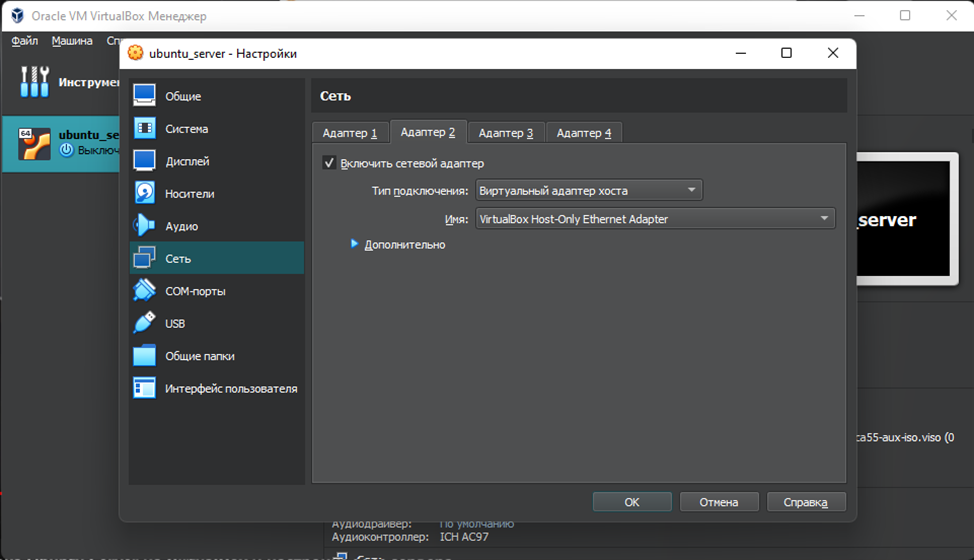 Oracle VM VirtualBox Менеджер
Файл Машина
ubuntu_server - Настройки
64
Выключ
Общие
Система
Дисплей
Носители
Аудио
Сеть
COM-порты
USB
Общие папки
Интерфейс пользователя
Сеть
Адаптер 1 Адаптер 2 Адаптер 3 Адаптер 4
Включить сетевой адаптер
Тип подключения: Виртуальный адаптер хоста
Имя: VirtualBox Host-Only Ethernet Adapter
Дополнительно
_server
ca55-aux-iso.viso (0
OK Отмена Справка
Аудиодрайвер: По умолчанию
Аудиоконтроллер: ICH AC97